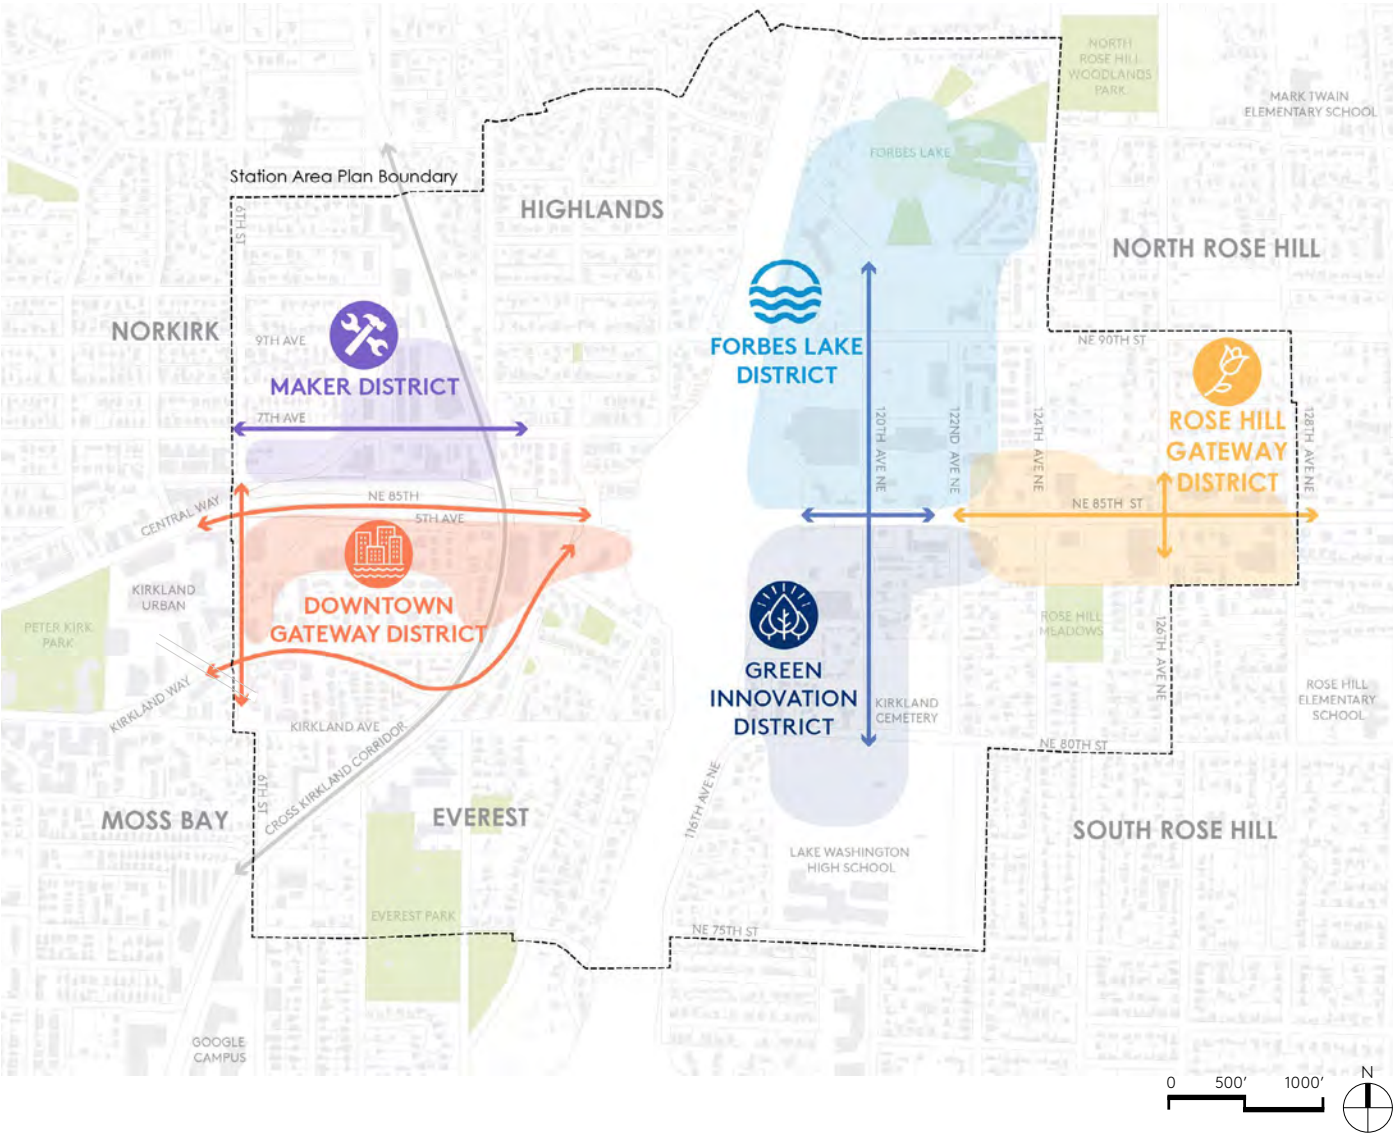 NORTH
ROSE HILL
WOODLANDS
PARK
MARK TWAIN
ELEMENTARY SCHOOL
FORBES LAKE
Station Area Plan Boundary
6TH ST
HIGHLANDS
NORTH ROSE HILL
NORKIRK
9TH AVE
MAKER DISTRICT
7TH AVE
FORBES LAKE
DISTRICT
NE 90TH ST
ROSE HILL
GATEWAY
DISTRICT
120TH AVE NE
122ND AVE NE
124TH AVE NE
128TH AVE NE
NE 85TH
CENTRAL WAY
5TH AVE
NE 85TH ST
KIRKLAND
URBAN
PETER KIRK
PARK
DOWNTOWN
GATEWAY DISTRICT
ROSE HILL
MEADOWS
126TH AVE NE
GREEN
INNOVATION
DISTRICT
KIRKLAND
CEMETERY
ROSE HILL
ELEMENTARY
SCHOOL
KIRKLAND WAY
KIRKLAND AVE
NE 80TH ST
CROSS KIRKLAND CORRIDOR
6TH ST
116TH AVE NE
MOSS BAY
EVEREST
SOUTH ROSE HILL
LAKE WASHINGTON
HIGH SCHOOL
EVEREST PARK
NE 75TH ST
GOOGLE
CAMPUS
0 500' 1000'
N